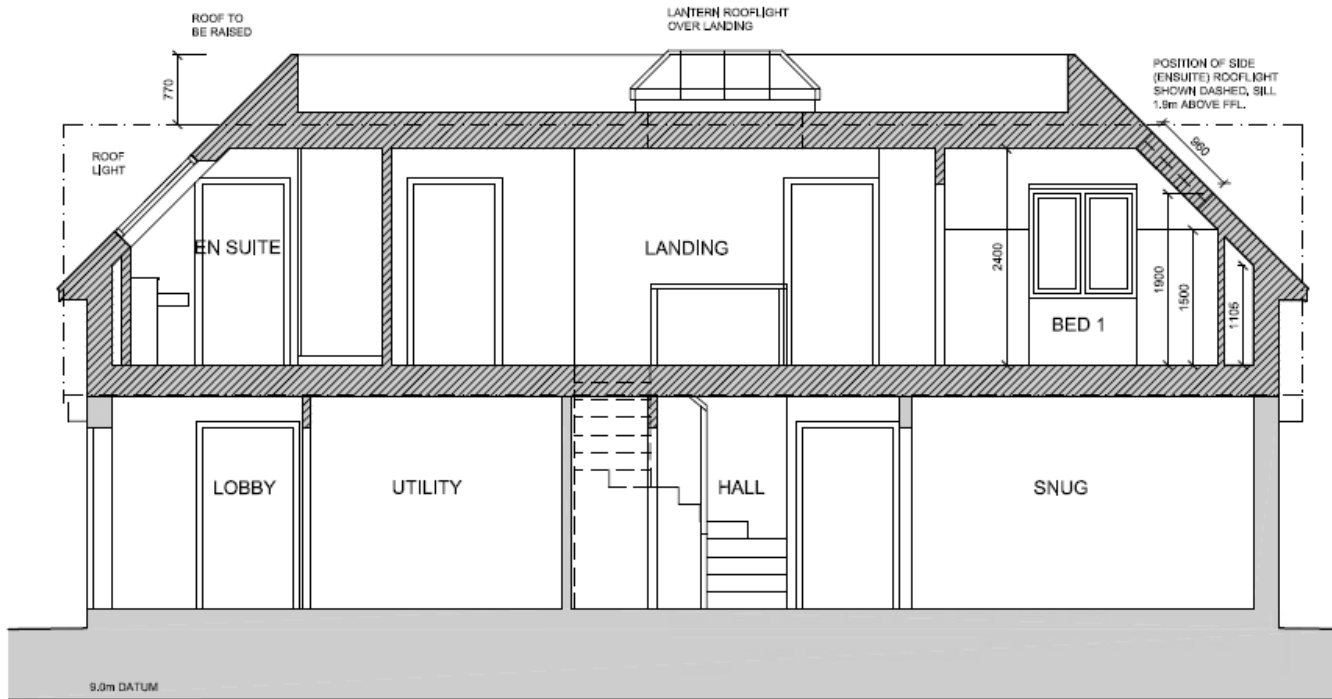 ROOF TO
BE RAISED
LANTERN ROOFLIGHT
OVER LANDING
770
POSITION OF SIDE
(ENSUITE) ROOFLIGHT
SHOWN DASHED, SILL
1.9m ABOVE FFL.
960
ROOF
LIGHT
EN SUITE
LANDING
2400
BED 1
1900
1500
1105
LOBBY
UTILITY
HALL
SNUG
9.0m DATUM